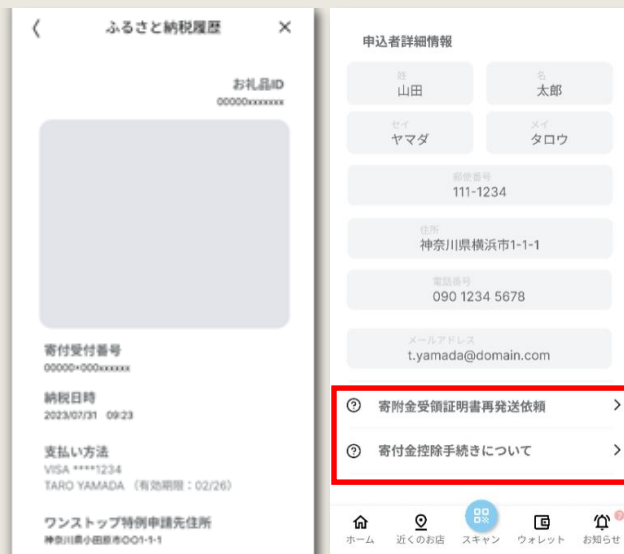 ふるさと納税履歴
お礼品ID
00000xxxxxxx
寄付受付番号
00000×000xxxxxx
納税日時
2023/07/31 09:23
支払い方法
VISA ****1234
TARO YAMADA (有効期限:02/26)
ワンストップ特例申請先住所
神奈川県小田原市〇〇1-1-1
申込者詳細情報
姓
山田
名
太郎
セイ
ヤマダ
メイ
タロウ
郵便番号
111-1234
住所
神奈川県横浜市1-1-1
電話番号
090 1234 5678
メールアドレス
t.yamada@domain.com
寄附金受領証明書再発送依頼
寄付金控除手続きについて
ホーム
近くのお店
スキャン
ウォレット
お知らせ